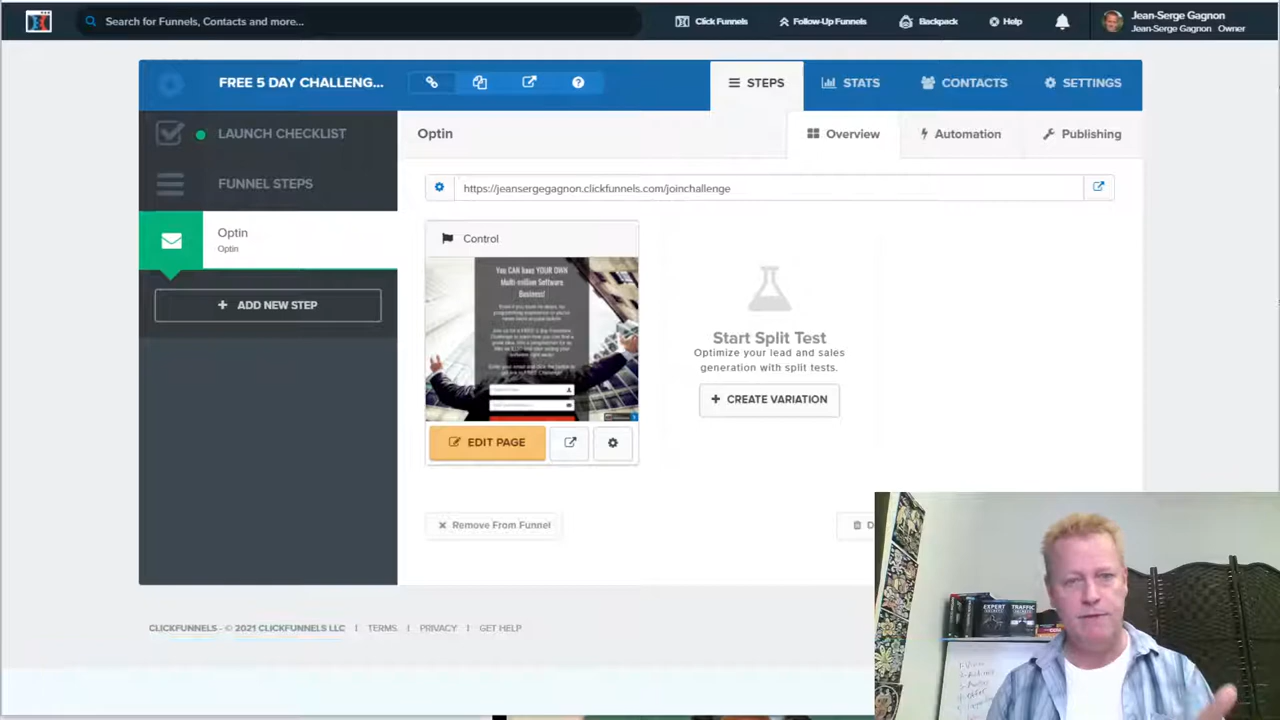 Search for Funnels, Contacts and more...
Click Funnels
Follow-Up Funnels
Backpack
Help
Jean-Serge Gagnon
Jean-Serge Gagnon Owner
FREE 5 DAY CHALLENG...
STEPS
STATS
CONTACTS
SETTINGS
LAUNCH CHECKLIST
Optin
Overview
Automation
Publishing
FUNNEL STEPS
https://jeansergegagnon.clickfunnels.com/joinchallenge
Optin
Optin
Control
ADD NEW STEP
You CAN have YOUR OWN
Multi-million Software
Business!
Start Split Test
Optimize your lead and sales
generation with split tests.
CREATE VARIATION
EDIT PAGE
Remove From Funnel
D
EXPERT
TRAFFIC
CLICKFUNNELS - © 2021 CLICKFUNNELS LLC | TERMS | PRIVACY | GET HELP